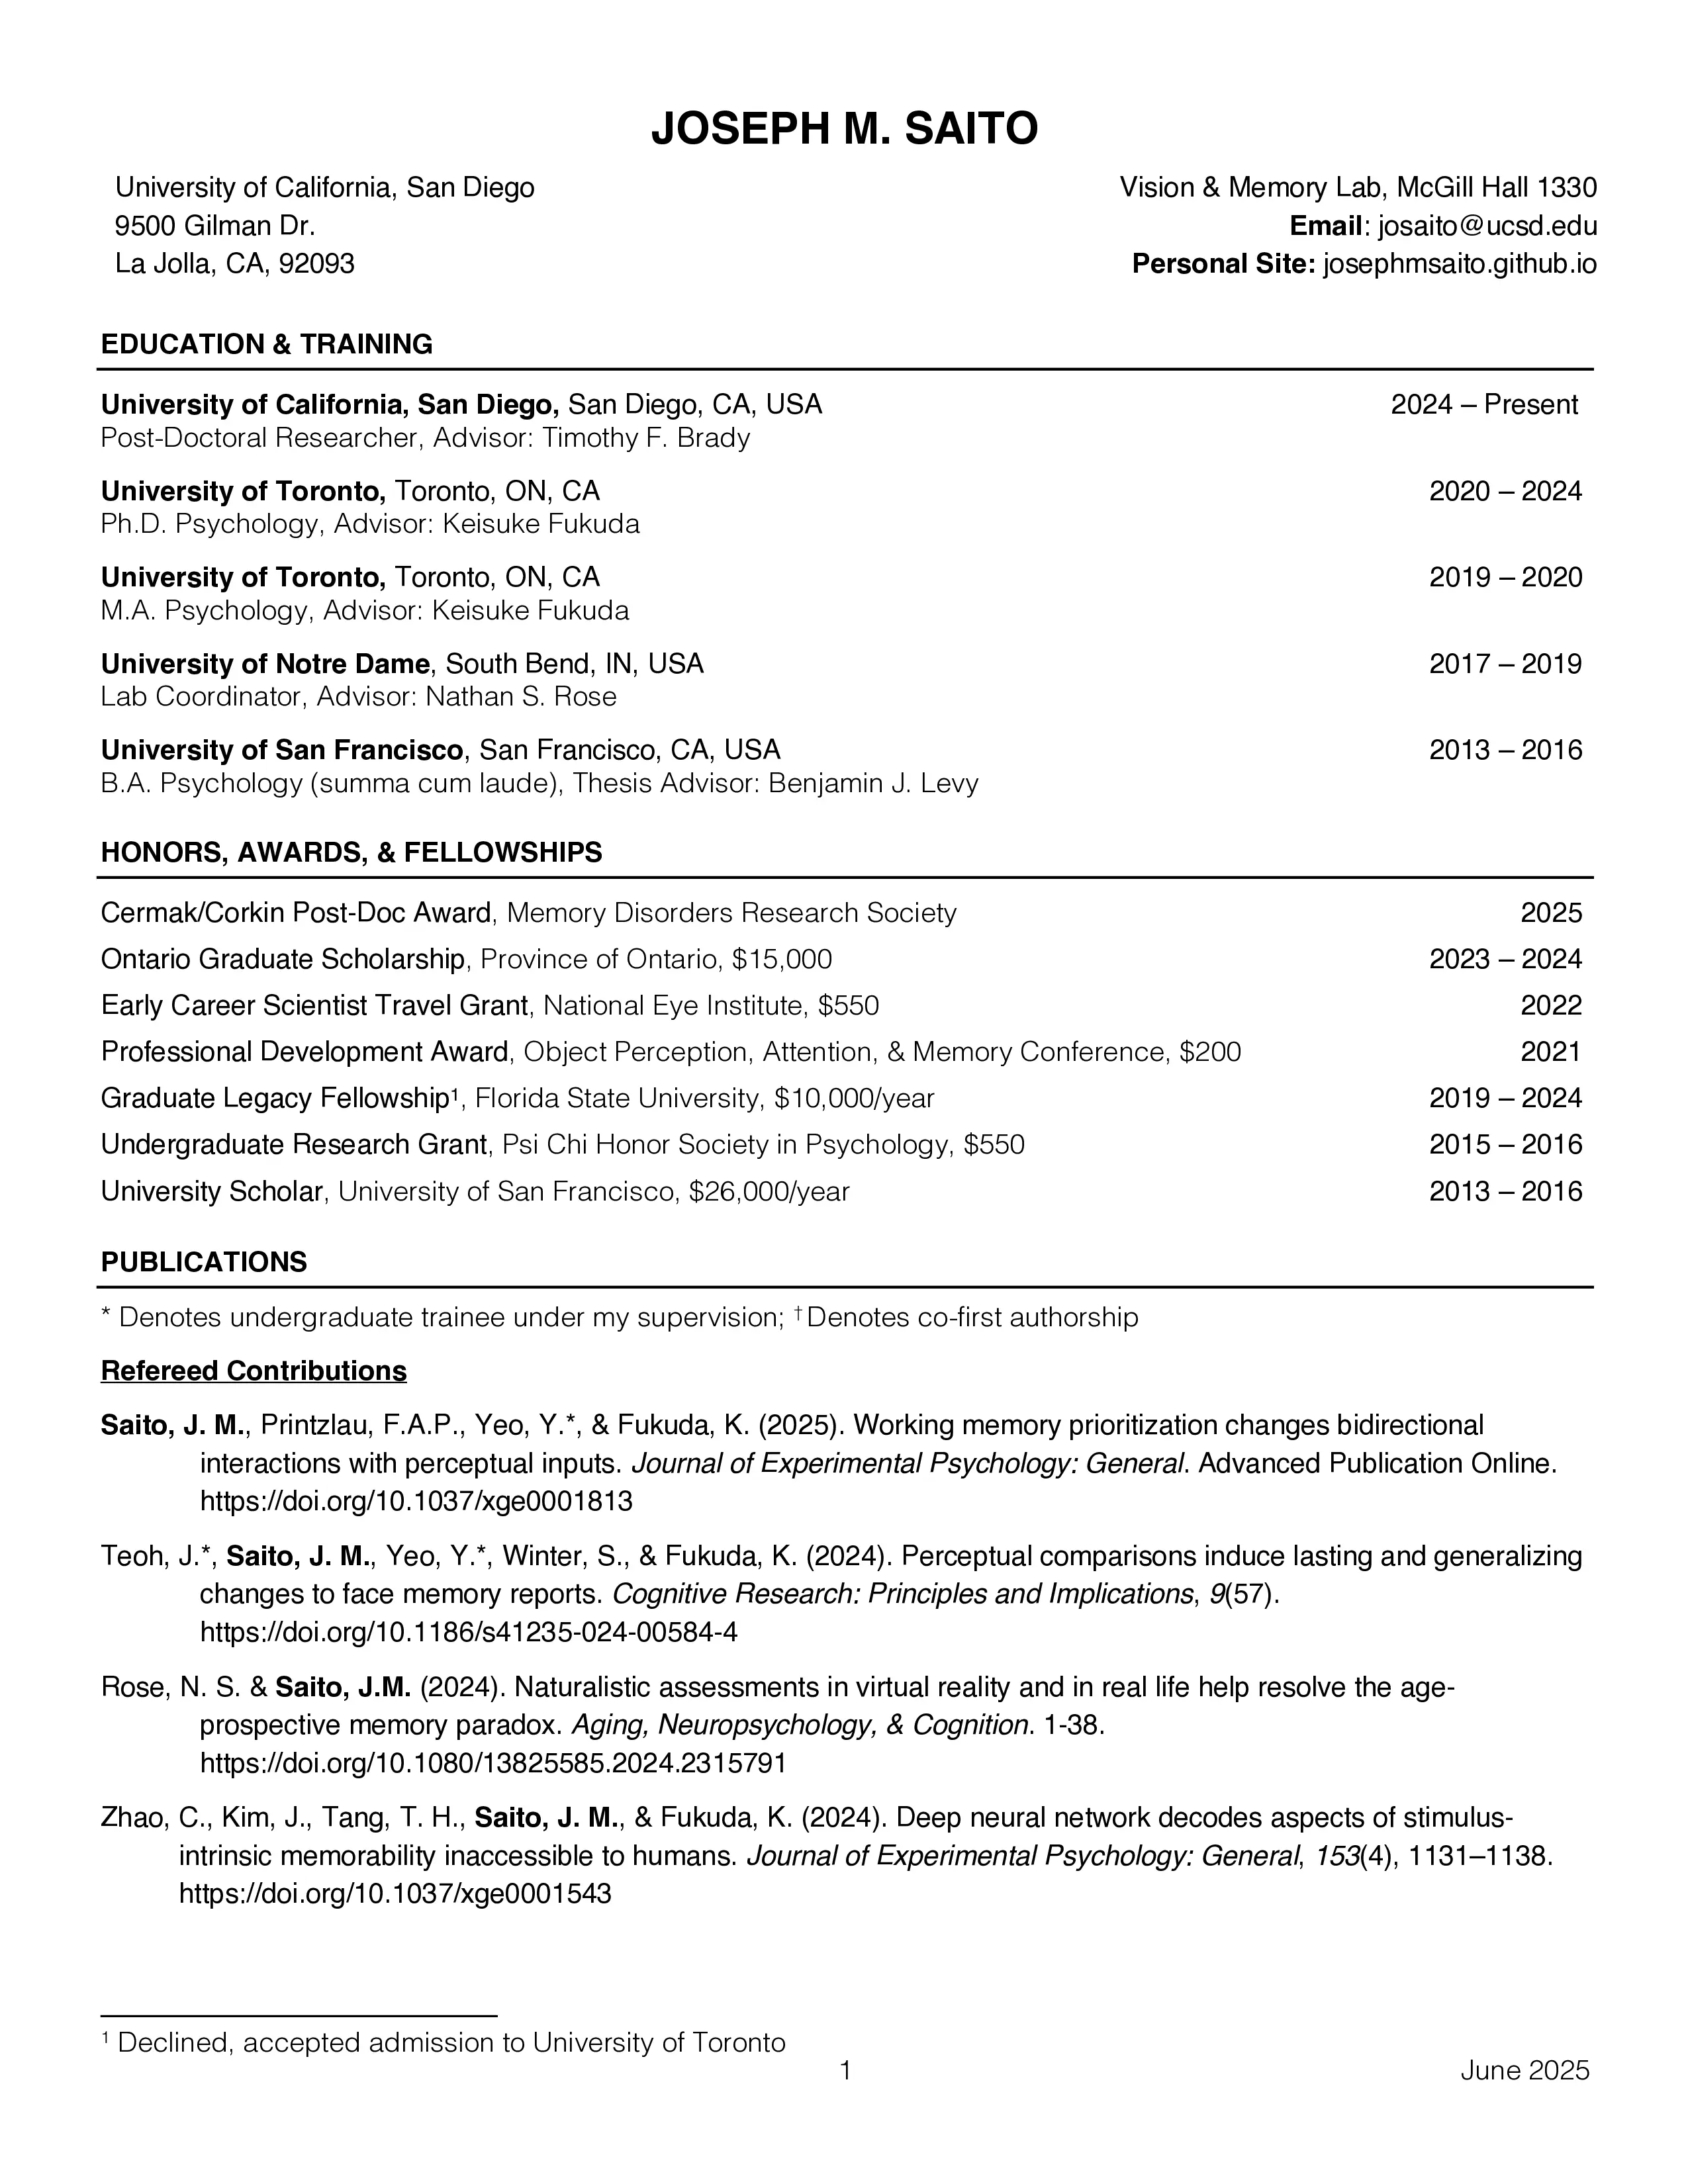 JOSEPH M. SAITO
University of California, San Diego
9500 Gilman Dr.
La Jolla, CA, 92093
Vision & Memory Lab, McGill Hall 1330
Email: josaito@ucsd.edu
Personal Site: josephmsaito.github.io
EDUCATION & TRAINING
University of California, San Diego, San Diego, CA, USA 2024 – Present
Post-Doctoral Researcher, Advisor: Timothy F. Brady
University of Toronto, Toronto, ON, CA 2020 – 2024
Ph.D. Psychology, Advisor: Keisuke Fukuda
University of Toronto, Toronto, ON, CA 2019 – 2020
M.A. Psychology, Advisor: Keisuke Fukuda
University of Notre Dame, South Bend, IN, USA 2017 – 2019
Lab Coordinator, Advisor: Nathan S. Rose
University of San Francisco, San Francisco, CA, USA 2013 – 2016
B.A. Psychology (summa cum laude), Thesis Advisor: Benjamin J. Levy
HONORS, AWARDS, & FELLOWSHIPS
Cermak/Corkin Post-Doc Award, Memory Disorders Research Society 2025
Ontario Graduate Scholarship, Province of Ontario, $15,000 2023 – 2024
Early Career Scientist Travel Grant, National Eye Institute, $550 2022
Professional Development Award, Object Perception, Attention, & Memory Conference, $200 2021
Graduate Legacy Fellowship¹, Florida State University, $10,000/year 2019 – 2024
Undergraduate Research Grant, Psi Chi Honor Society in Psychology, $550 2015 – 2016
University Scholar, University of San Francisco, $26,000/year 2013 – 2016
PUBLICATIONS
* Denotes undergraduate trainee under my supervision; †Denotes co-first authorship
Refereed Contributions
Saito, J. M., Printzlau, F.A.P., Yeo, Y.*, & Fukuda, K. (2025). Working memory prioritization changes bidirectional
interactions with perceptual inputs. Journal of Experimental Psychology: General. Advanced Publication Online.
https://doi.org/10.1037/xge0001813
Teoh, J.*, Saito, J. M., Yeo, Y.*, Winter, S., & Fukuda, K. (2024). Perceptual comparisons induce lasting and generalizing
changes to face memory reports. Cognitive Research: Principles and Implications, 9(57).
https://doi.org/10.1186/s41235-024-00584-4
Rose, N. S. & Saito, J.M. (2024). Naturalistic assessments in virtual reality and in real life help resolve the age-
prospective memory paradox. Aging, Neuropsychology, & Cognition. 1-38.
https://doi.org/10.1080/13825585.2024.2315791
Zhao, C., Kim, J., Tang, T. H., Saito, J. M., & Fukuda, K. (2024). Deep neural network decodes aspects of stimulus-
intrinsic memorability inaccessible to humans. Journal of Experimental Psychology: General, 153(4), 1131–1138.
https://doi.org/10.1037/xge0001543
¹ Declined, accepted admission to University of Toronto
1
June 2025